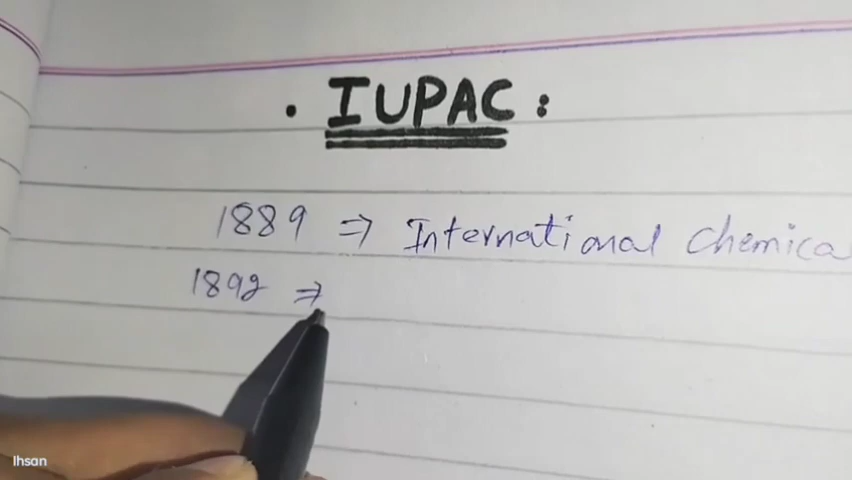 • IUPAC :
1889 ⇒ International Chemica
1892 ⇒
Ihsan